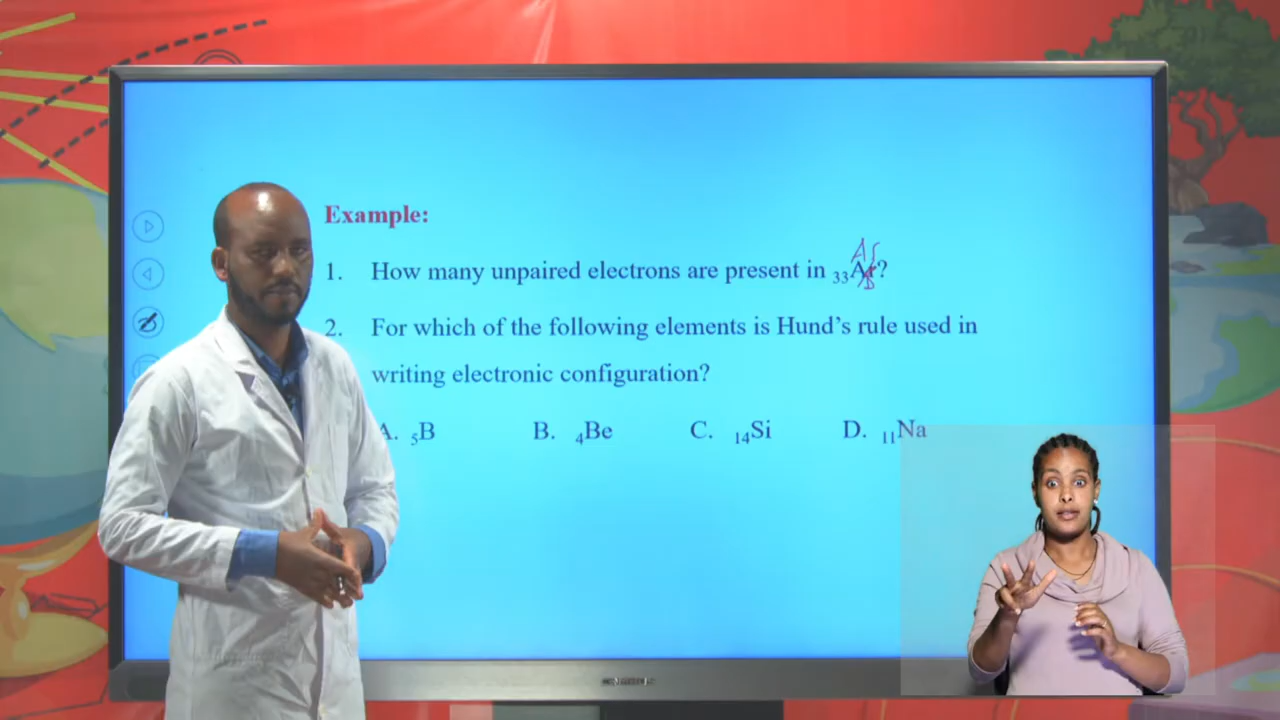 Example:
As
1. How many unpaired electrons are present in ₃₃Ar?
2. For which of the following elements is Hund's rule used in
writing electronic configuration?
A. ₅B B. ₄Be C. ₁₄Si D. ₁₁Na